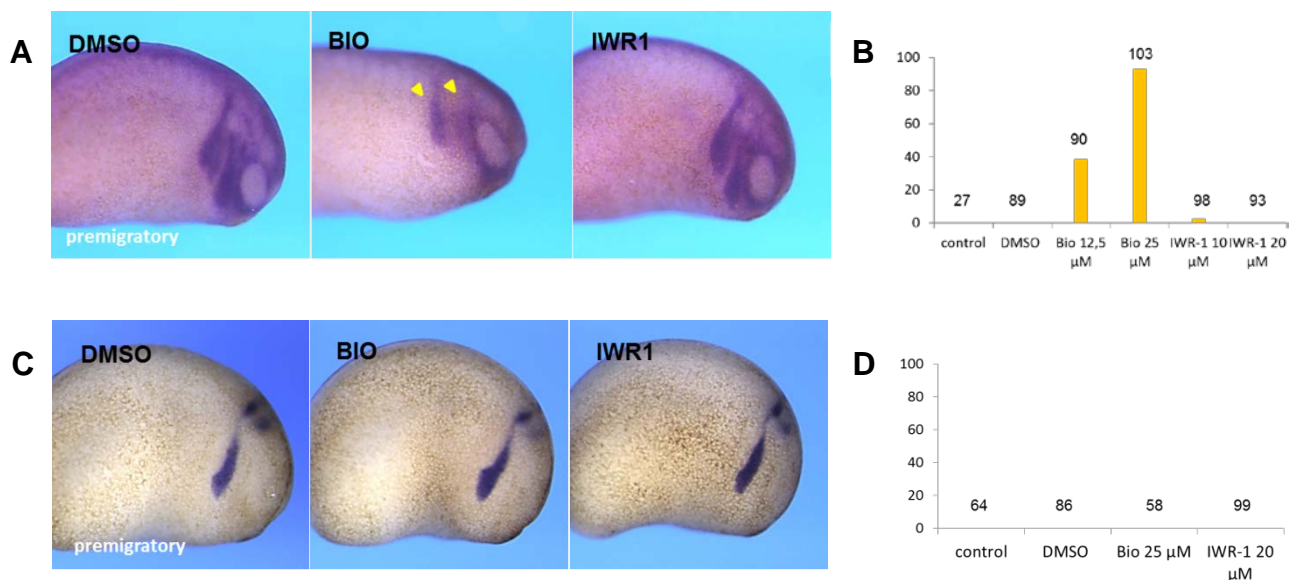 A
DMSO
BIO
IWR1
premigratory
B
100
80
60
40
20
0
27
89
90
103
98
93
control
DMSO
Bio 12,5 µM
Bio 25 µM
IWR-1 10 µM
IWR-1 20 µM
C
DMSO
BIO
IWR1
premigratory
D
100
80
60
40
20
0
64
86
58
99
control
DMSO
Bio 25 µM
IWR-1 20 µM